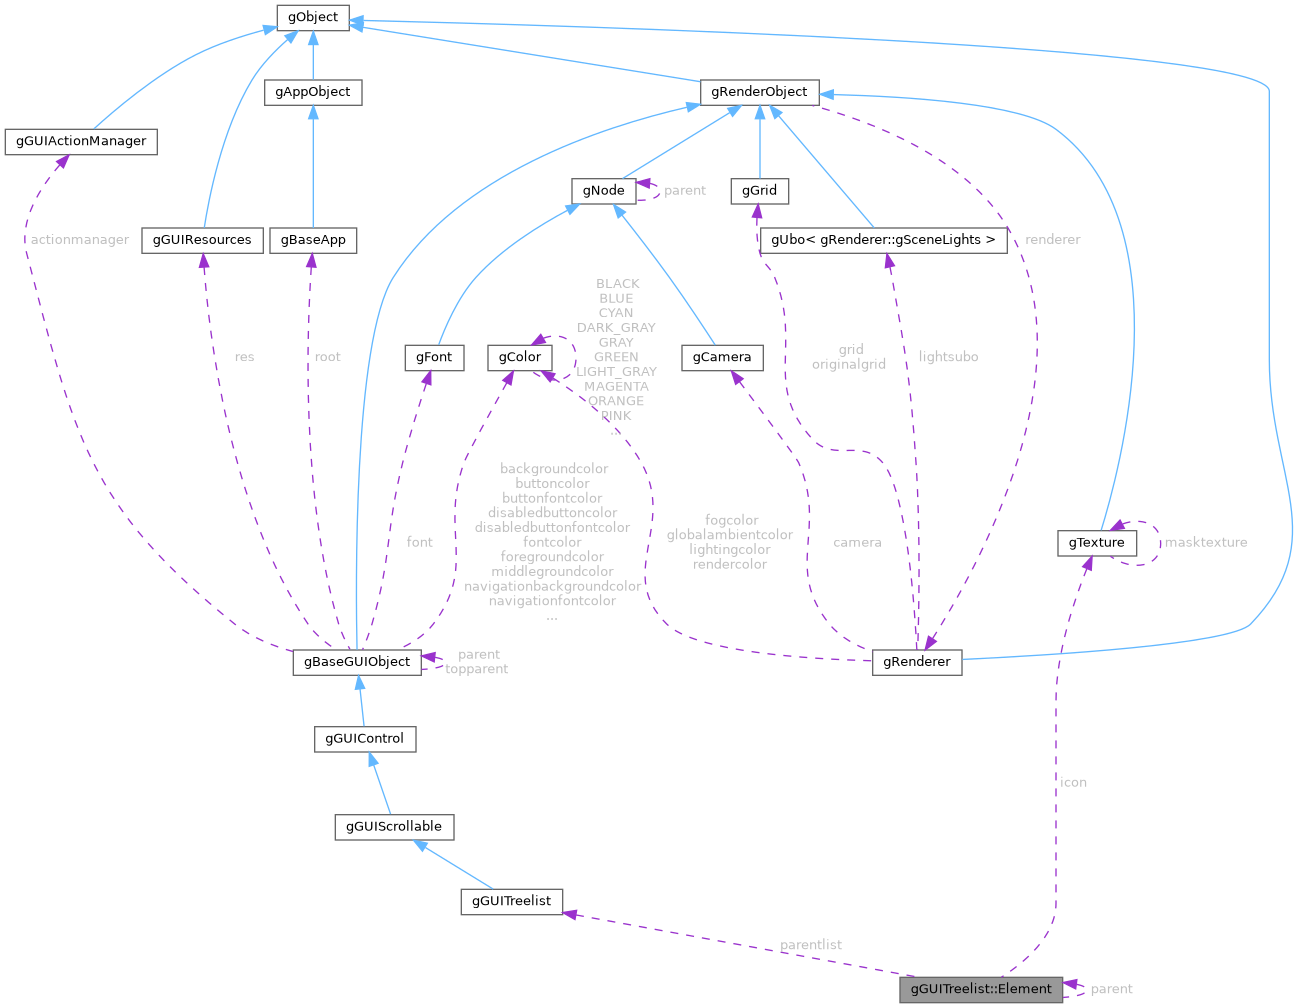 gObject
gAppObject
gRenderObject
gGUIActionManager
gNode
parent
gGrid
actionmanager
gGUIResources
gBaseApp
gUbo< gRenderer::gSceneLights >
renderer
BLACK
BLUE
CYAN
DARK_GRAY
GRAY
GREEN
LIGHT_GRAY
MAGENTA
ORANGE
PINK
...
res
root
gFont
gColor
gCamera
grid
originalgrid
lightsubo
backgroundcolor
buttoncolor
buttonfontcolor
disabledbuttoncolor
disabledbuttonfontcolor
fontcolor
foregroundcolor
middlegroundcolor
navigationbackgroundcolor
navigationfontcolor
...
font
fogcolor
globalambientcolor
lightingcolor
rendercolor
camera
gTexture
masktexture
gBaseGUIObject
parent
topparent
gRenderer
gGUIControl
icon
gGUIScrollable
gGUITreelist
parentlist
gGUITreelist::Element
parent